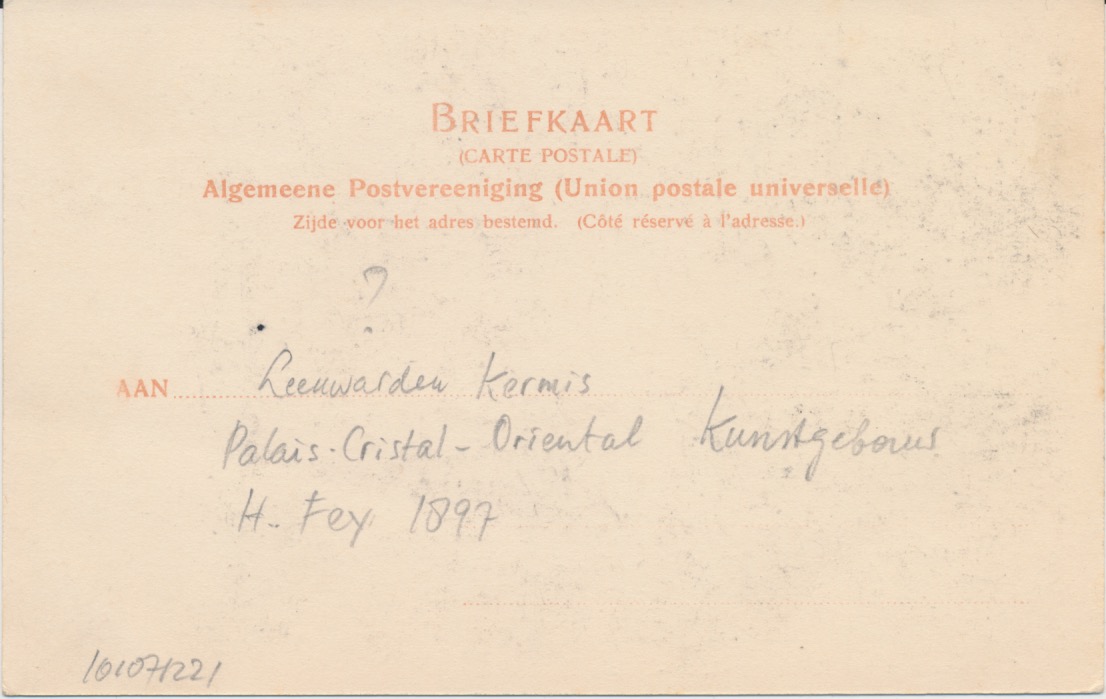 BRIEFKAART
(CARTE POSTALE)
Algemeene Postvereeniging (Union postale universelle)
Zijde voor het adres bestemd. (Côté réservé à l'adresse.)
?
AAN Leeuwarden Kermis
Palais-Cristal-Oriental Kunstgebouw
H. Fey 1897